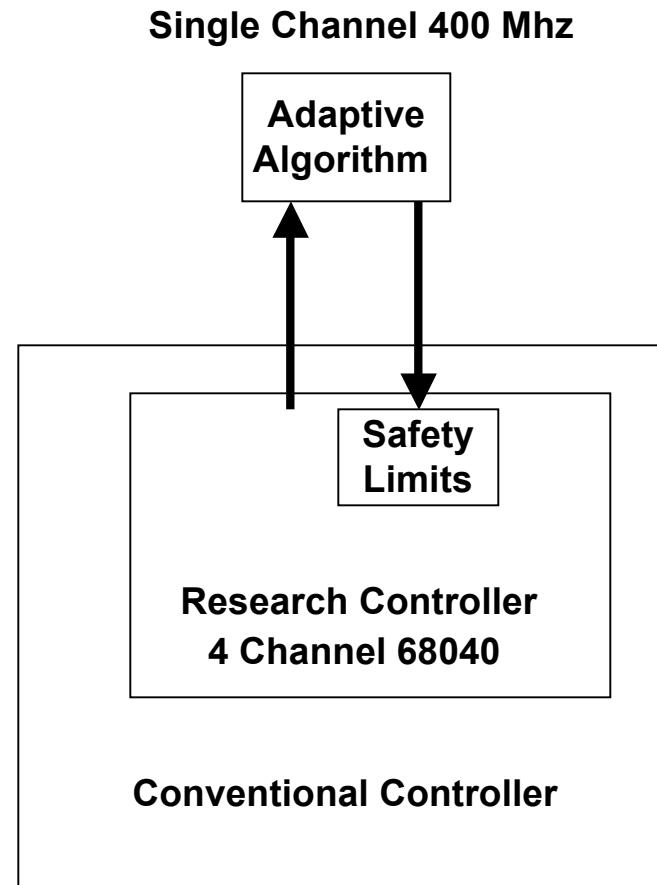 Single Channel 400 Mhz
Adaptive
Algorithm
Safety
Limits
Research Controller
4 Channel 68040
Conventional Controller